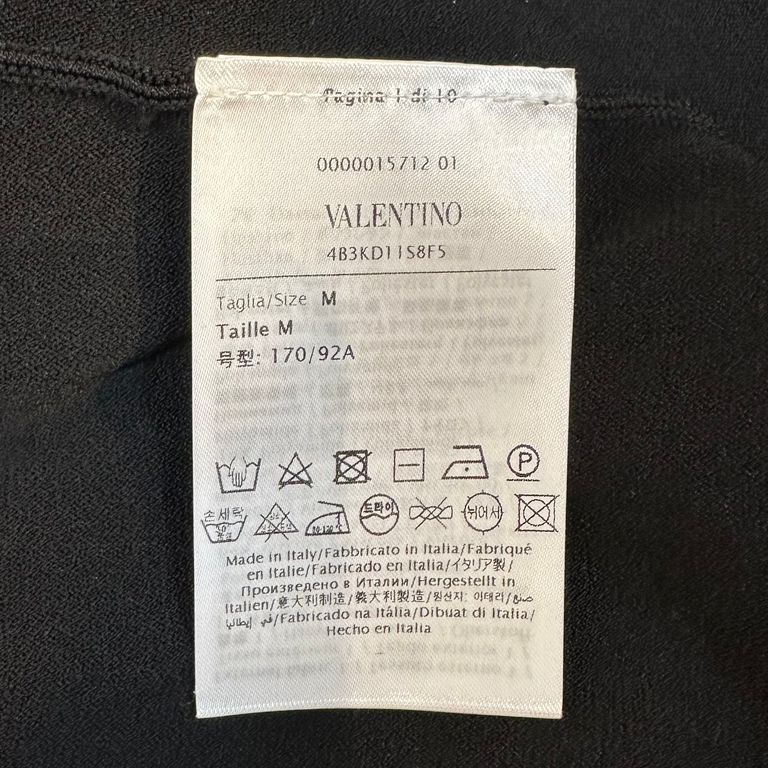 Pagina 1 di 10
0000015712 01
VALENTINO
4B3KD11S8F5
Taglia/Size M
Taille M
号型: 170/92A
P
손세탁 드라이 뉘어서
30-120℃
Made in Italy/Fabbricato in Italia/Fabriqué
en Italie/Fabricado en Italia/イタリア製/
Произведено в Италии/Hergestellt in
Italien/意大利制造/義大利製造/원산지: 이태리/صنع
في إيطاليا/Fabricado na Itália/Dibuat di Italia/
Hecho en Italia